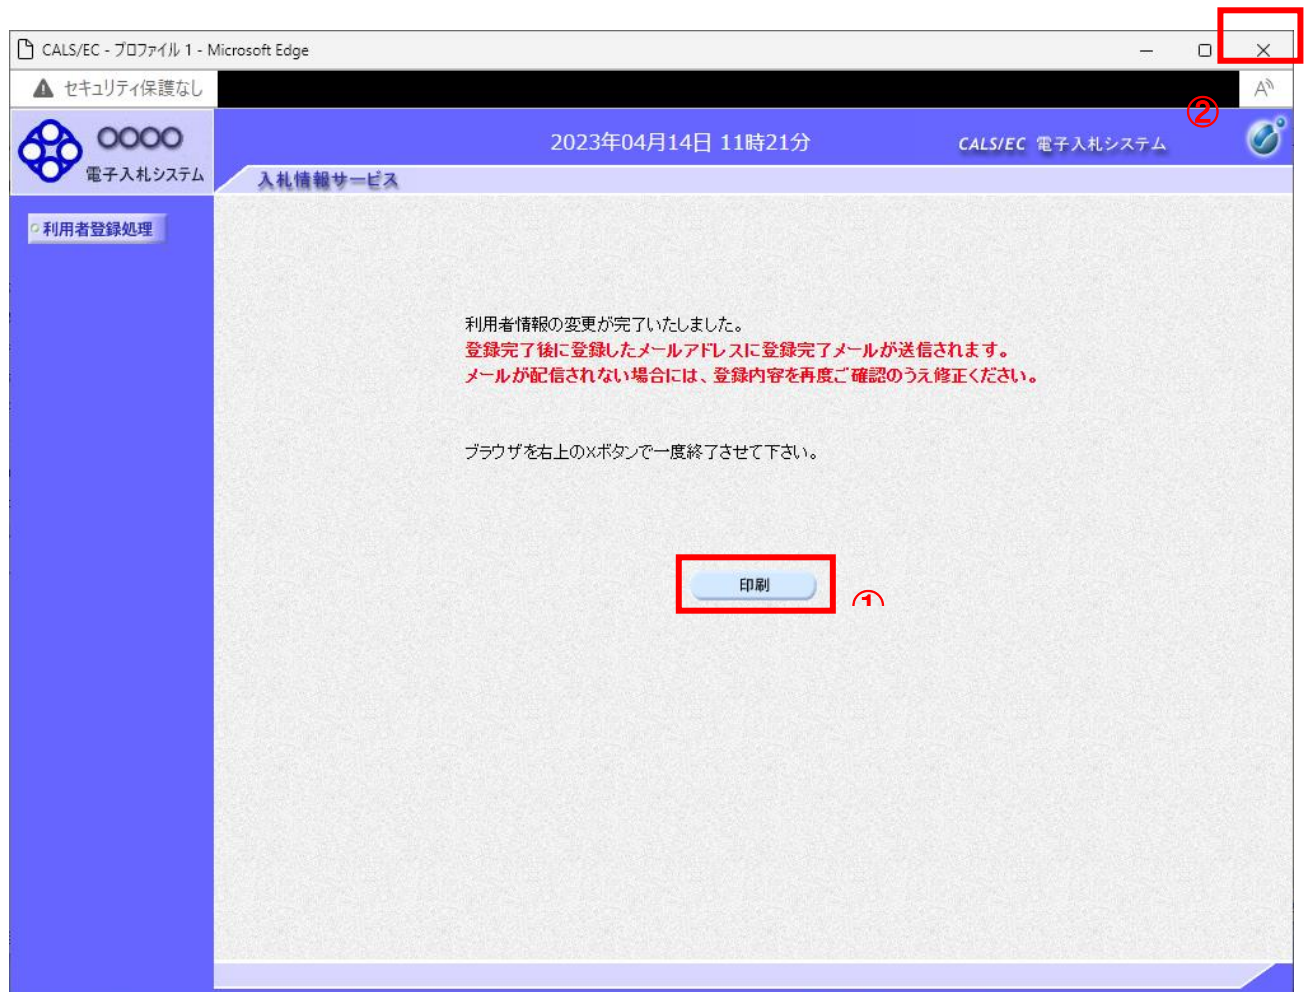 CALS/EC - プロファイル 1 - Microsoft Edge
セキュリティ保護なし
A
②
○○○○
電子入札システム
2023年04月14日 11時21分
CALS/EC 電子入札システム
入札情報サービス
利用者登録処理
利用者情報の変更が完了いたしました。
登録完了後に登録したメールアドレスに登録完了メールが送信されます。
メールが配信されない場合には、登録内容を再度ご確認のうえ修正ください。
ブラウザを右上の×ボタンで一度終了させて下さい。
印刷
①